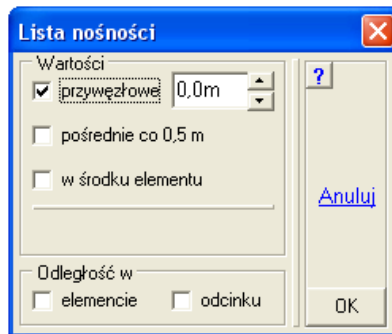 Lista nośności
Wartości
przywęzłowe 0,0m
?
pośrednie co 0,5 m
w środku elementu
Anuluj
Odległość w
elemencie odcinku
OK